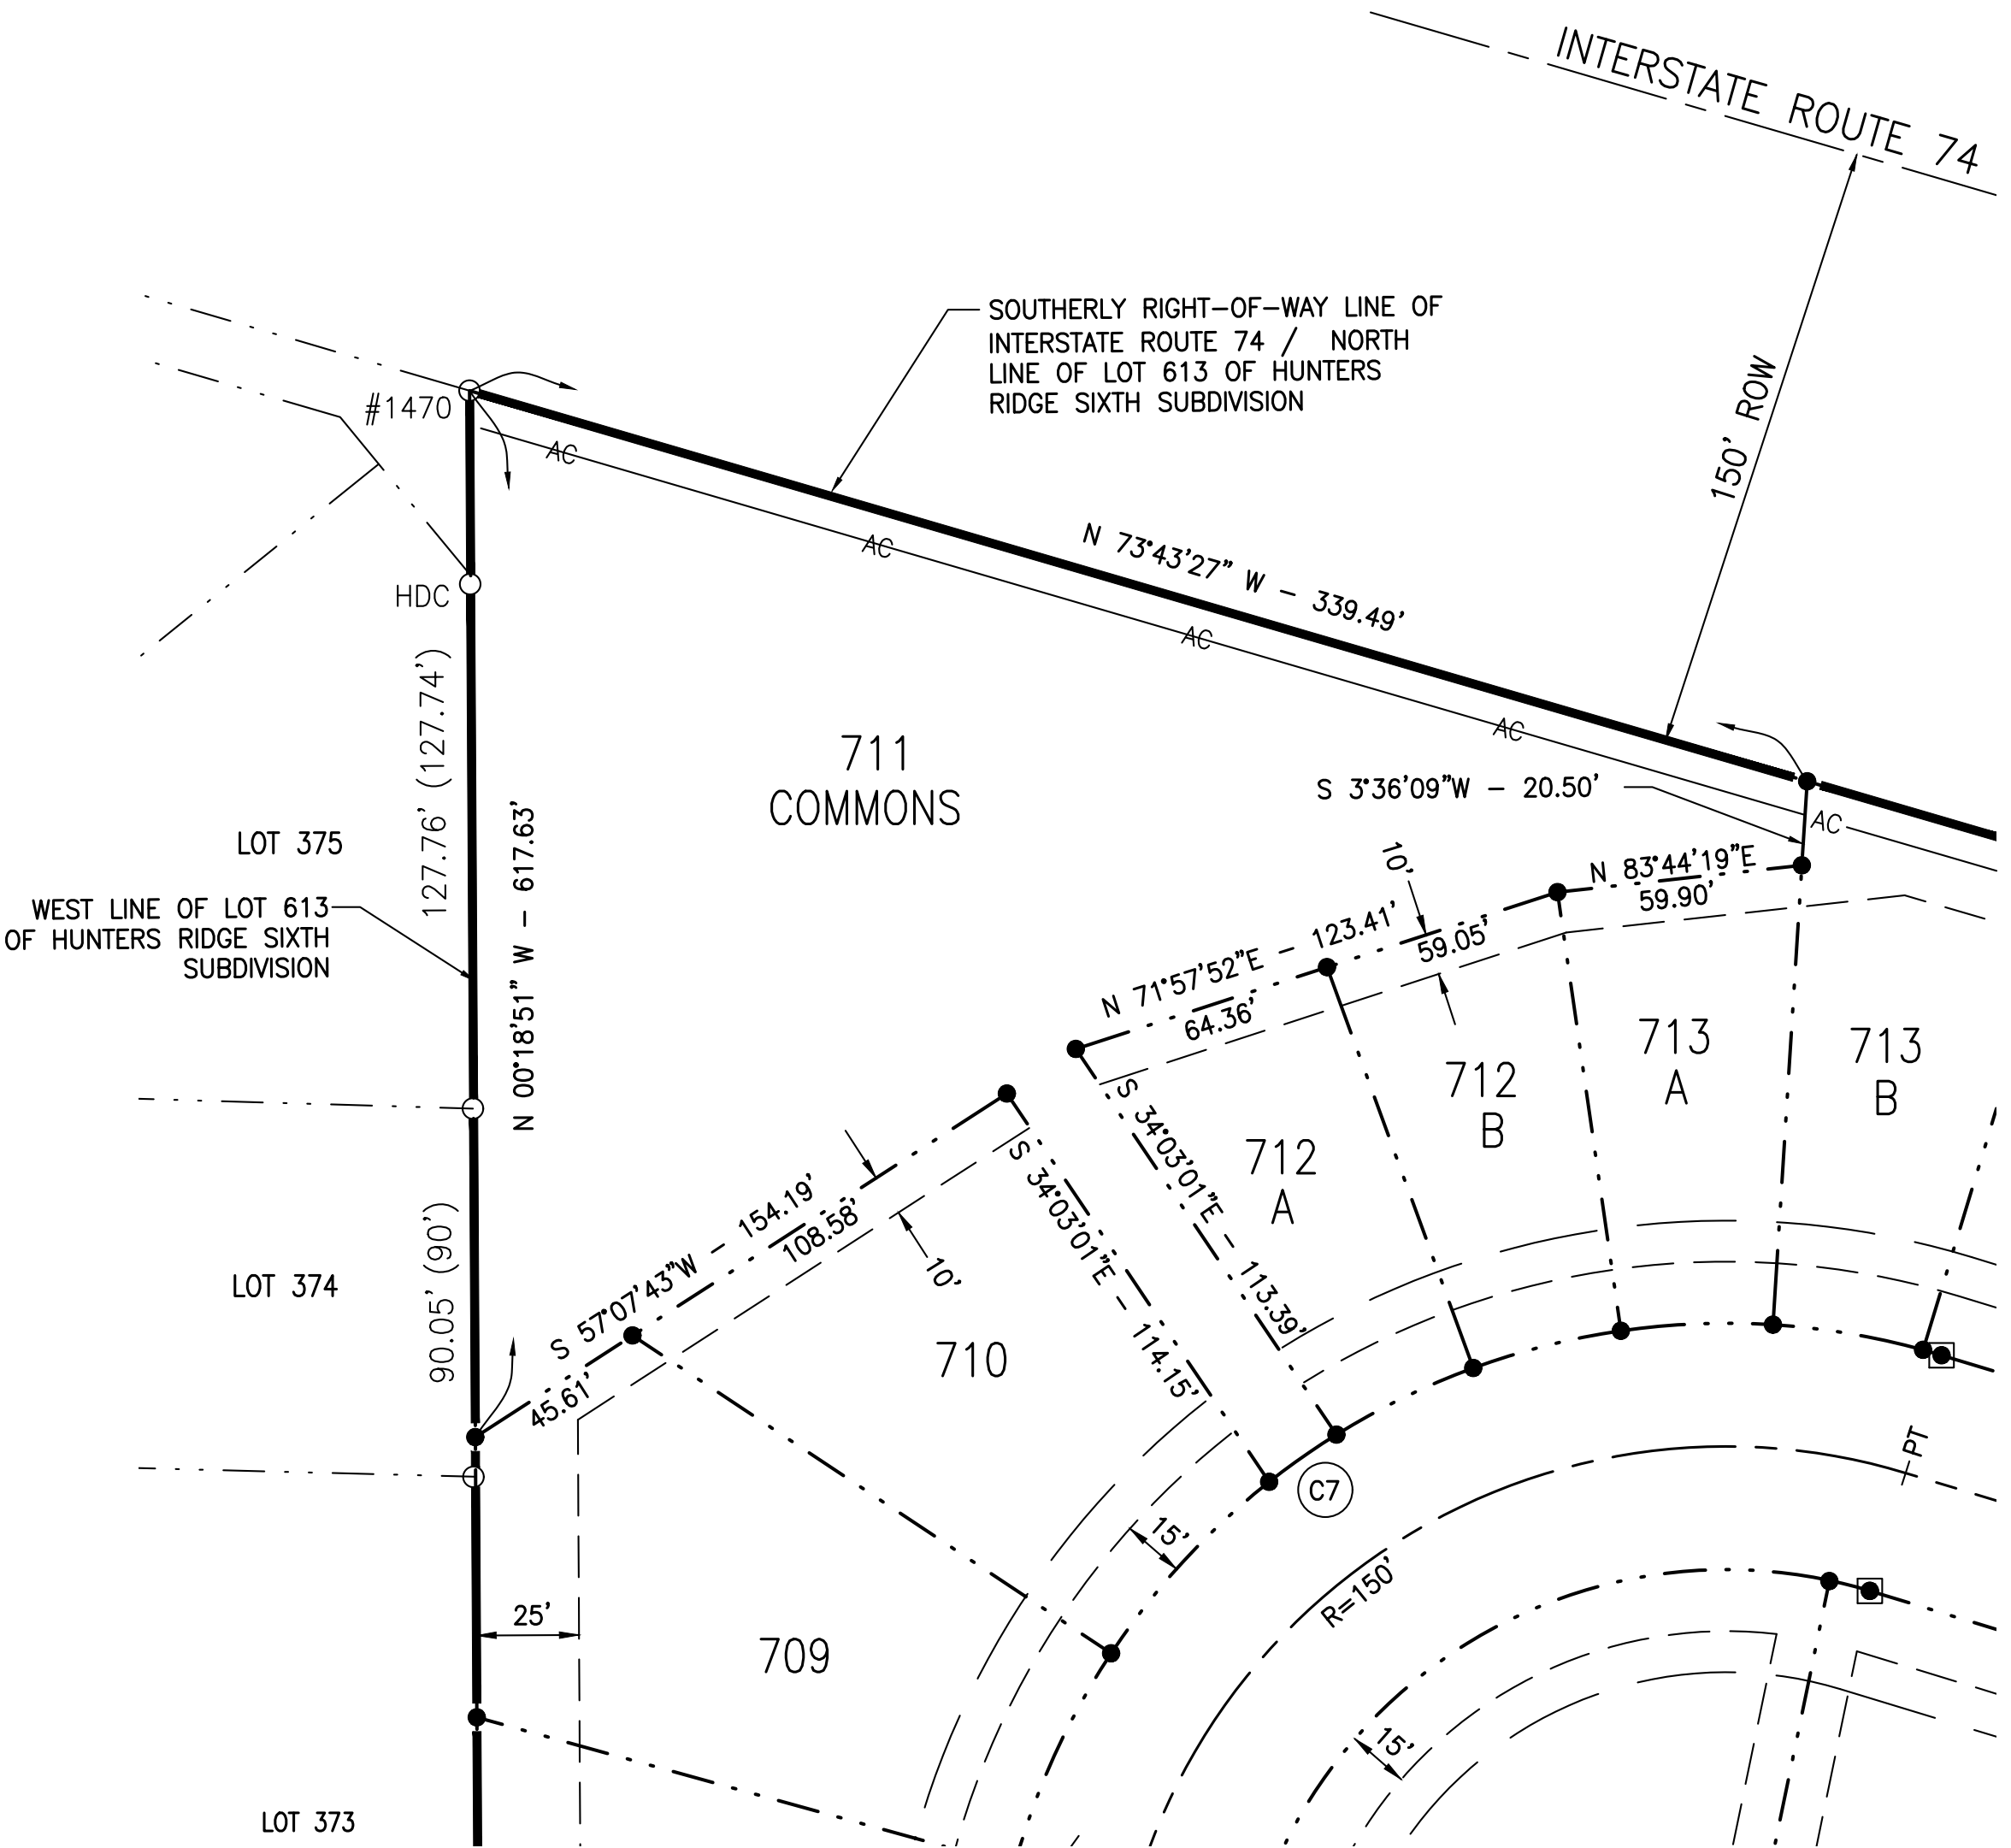 INTERSTATE ROUTE 74
SOUTHERLY RIGHT-OF-WAY LINE OF
INTERSTATE ROUTE 74 / NORTH
LINE OF LOT 613 OF HUNTERS
RIDGE SIXTH SUBDIVISION
150' ROW
#1470
AC
AC
AC
AC
AC
HDC
N 73°43'27" W - 339.49'
127.76' (127.74')
N 00°18'51" W - 617.63'
711
COMMONS
S 3°36'09"W - 20.50'
LOT 375
WEST LINE OF LOT 613
OF HUNTERS RIDGE SIXTH
SUBDIVISION
10'
N 83°44'19"E
59.90'
N 71°57'52"E - 123.41'
59.05'
64.36'
712
A
712
B
713
A
713
B
S 34°03'01"E - 113.39'
S 34°03'01"E - 114.15'
S 57°07'43"W - 154.19'
108.58'
45.61'
10'
90.05' (90')
LOT 374
710
C7
PT
15'
R=150'
25'
709
15'
LOT 373